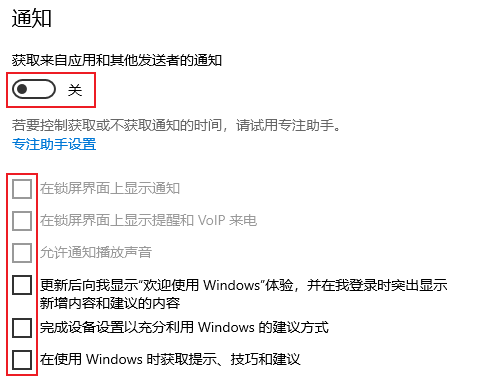 通知
获取来自应用和其他发送者的通知
关
若要控制获取或不获取通知的时间，请试用专注助手。
专注助手设置
在锁屏界面上显示通知
在锁屏界面上显示提醒和 VoIP 来电
允许通知播放声音
更新后向我显示"欢迎使用 Windows"体验，并在我登录时突出显示
新增内容和建议的内容
完成设备设置以充分利用 Windows 的建议方式
在使用 Windows 时获取提示、技巧和建议